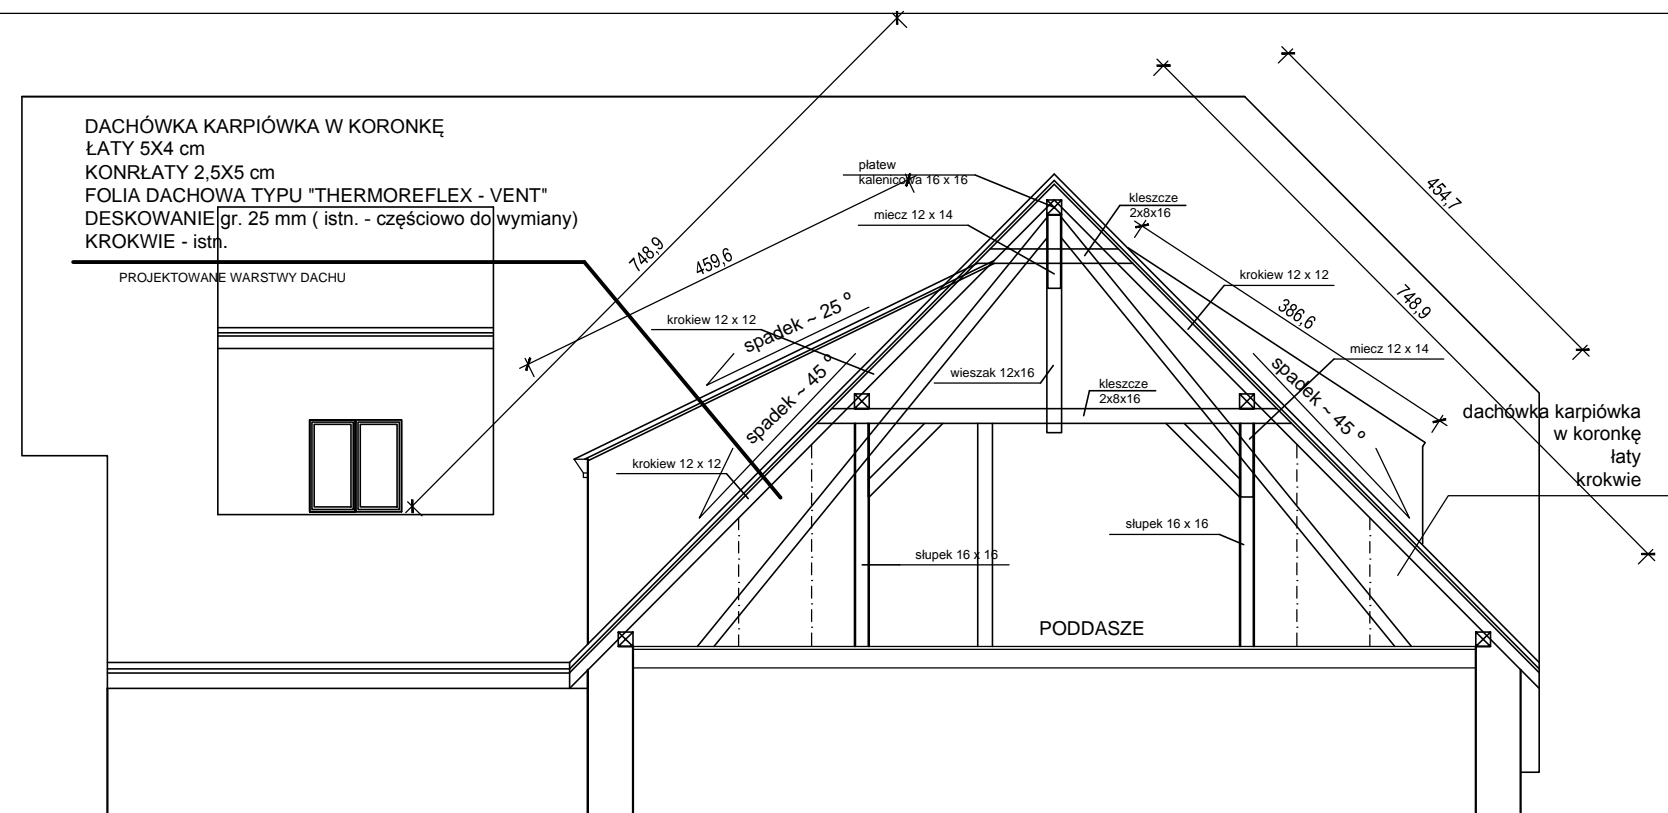 DACHÓWKA KARPIÓWKA W KORONKĘ
ŁATY 5X4 cm
KONRŁATY 2,5X5 cm
FOLIA DACHOWA TYPU "THERMOREFLEX - VENT"
DESKOWANIE gr. 25 mm ( istn. - częściowo do wymiany)
KROKWIE - istn.
PROJEKTOWANE WARSTWY DACHU
748,9
459,6
płatew
kalenicowa 16 x 16
miecz 12 x 14
kleszcze
2x8x16
454,7
748,9
386,6
krokiew 12 x 12
miecz 12 x 14
krokiew 12 x 12
spadek ~ 25 º
spadek ~ 45 º
wieszak 12x16
kleszcze
2x8x16
spadek ~ 45 º
dachówka karpiówka
w koronkę
łaty
krokwie
krokiew 12 x 12
słupek 16 x 16
słupek 16 x 16
PODDASZE